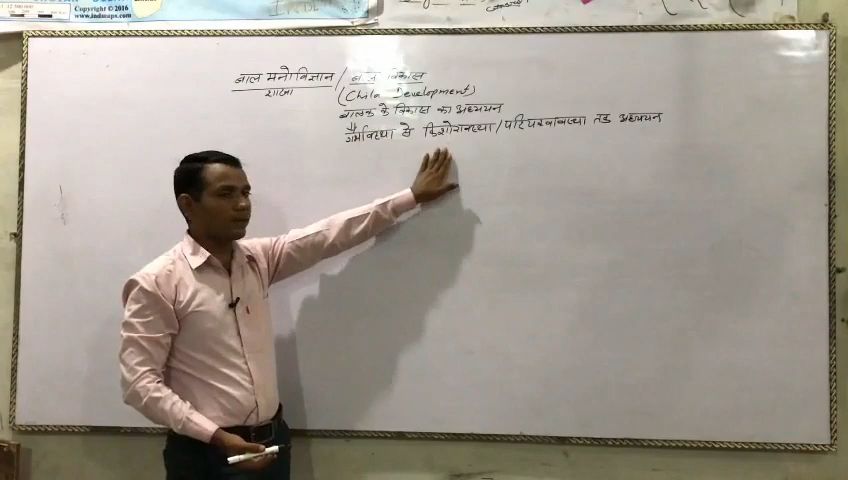 Copyright © 2016
www.indmaps.com
बाल मनोविज्ञान / बाल विकास
शाखा (Child Development)
बालक के विकास का अध्ययन
गर्भावस्था से किशोरावस्था / परिपक्वावस्था तक अध्ययन